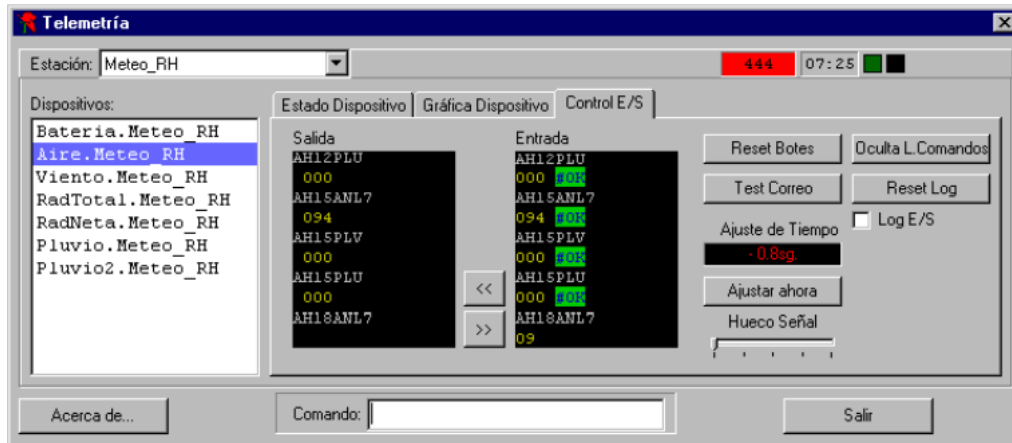 Telemetría
Estación: Meteo_RH
444 07:25
Dispositivos:
Bateria.Meteo_RH
Aire.Meteo_RH
Viento.Meteo_RH
RadTotal.Meteo_RH
RadNeta.Meteo_RH
Pluvio.Meteo_RH
Pluvio2.Meteo_RH
Estado Dispositivo Gráfica Dispositivo Control E/S
Salida
AH12PLU
000
AH15ANL7
094
AH15PLV
000
AH15PLU
000
AH18ANL7
<<
>>
Entrada
AH12PLU
000 #OK
AH15ANL7
094 #OK
AH15PLV
000 #OK
AH15PLU
000 #OK
AH18ANL7
09
Reset Botes Oculta L.Comandos
Test Correo Reset Log
Log E/S
Ajuste de Tiempo
- 0.8sg.
Ajustar ahora
Hueco Señal
Acerca de...
Comando:
Salir